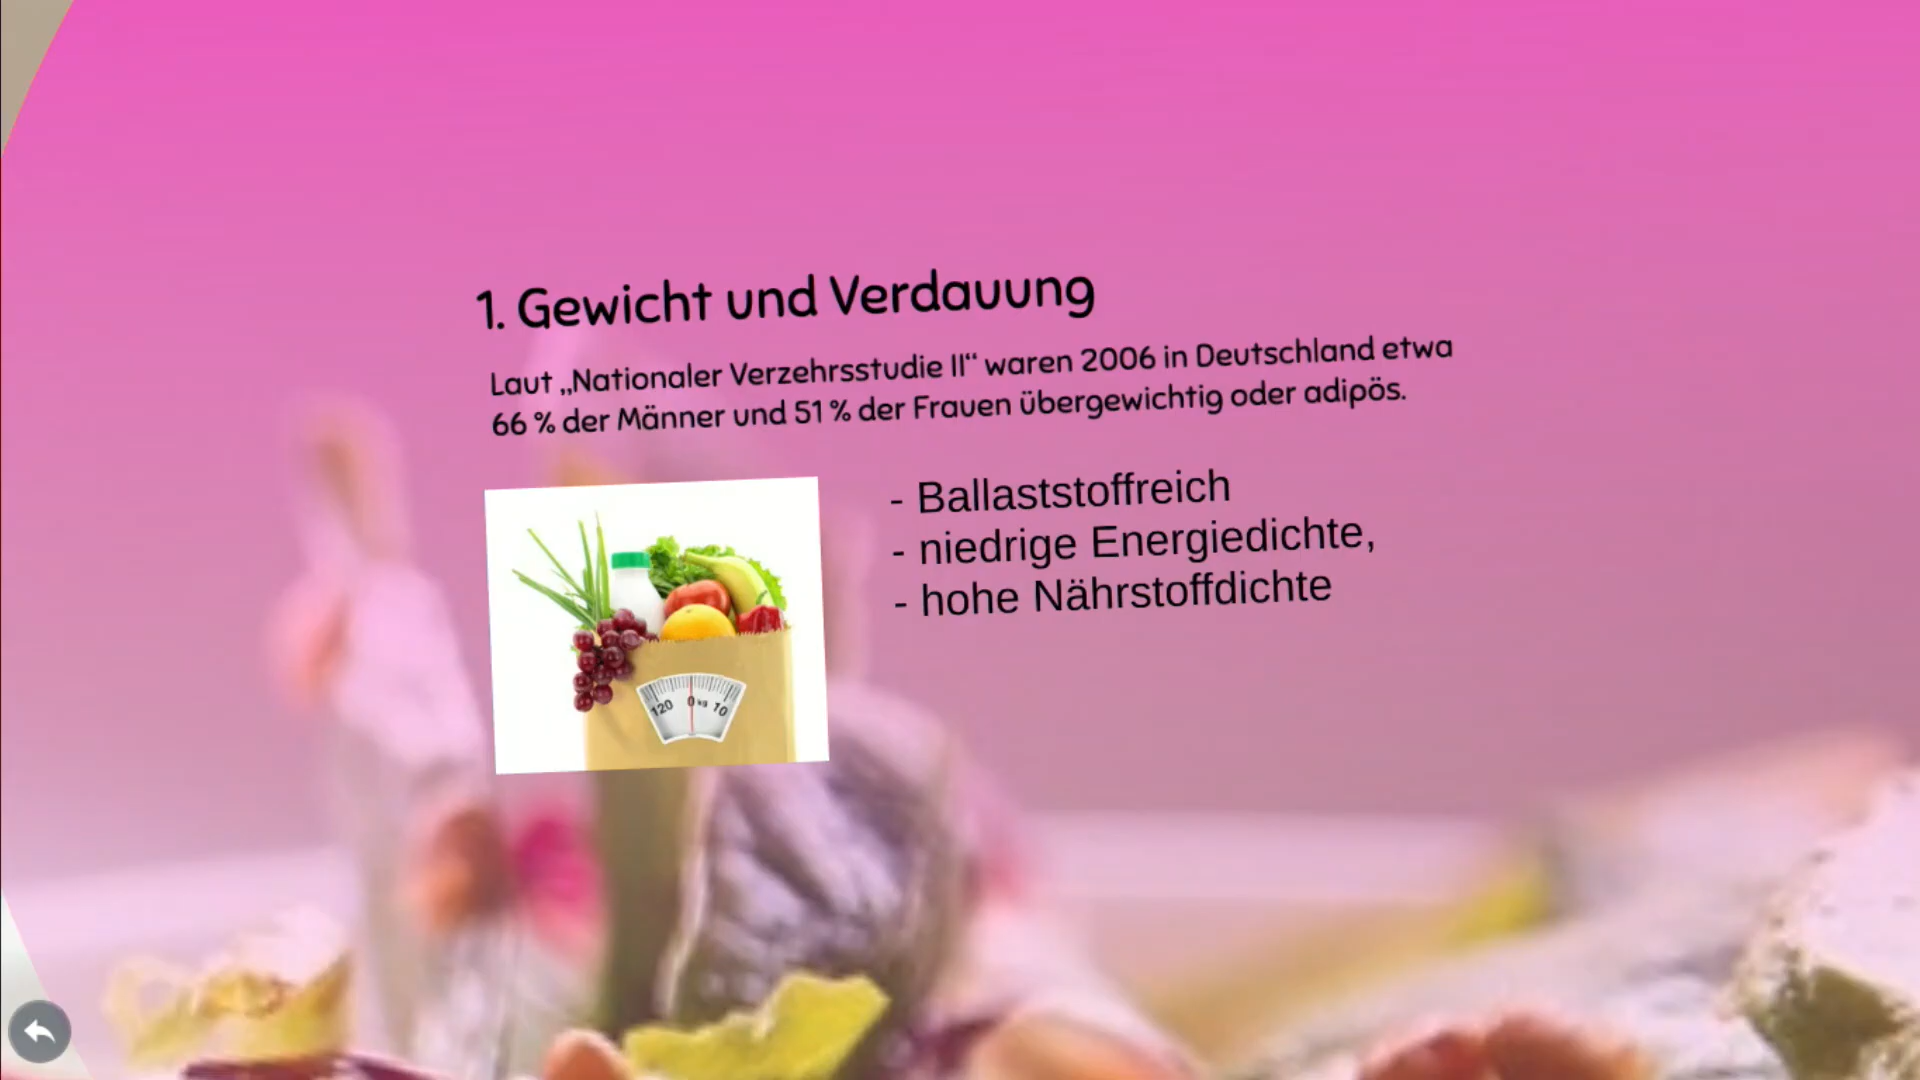 1. Gewicht und Verdauung
Laut „Nationaler Verzehrsstudie II“ waren 2006 in Deutschland etwa
66 % der Männer und 51 % der Frauen übergewichtig oder adipös.
- Ballaststoffreich
- niedrige Energiedichte,
- hohe Nährstoffdichte
120 0 kg 10